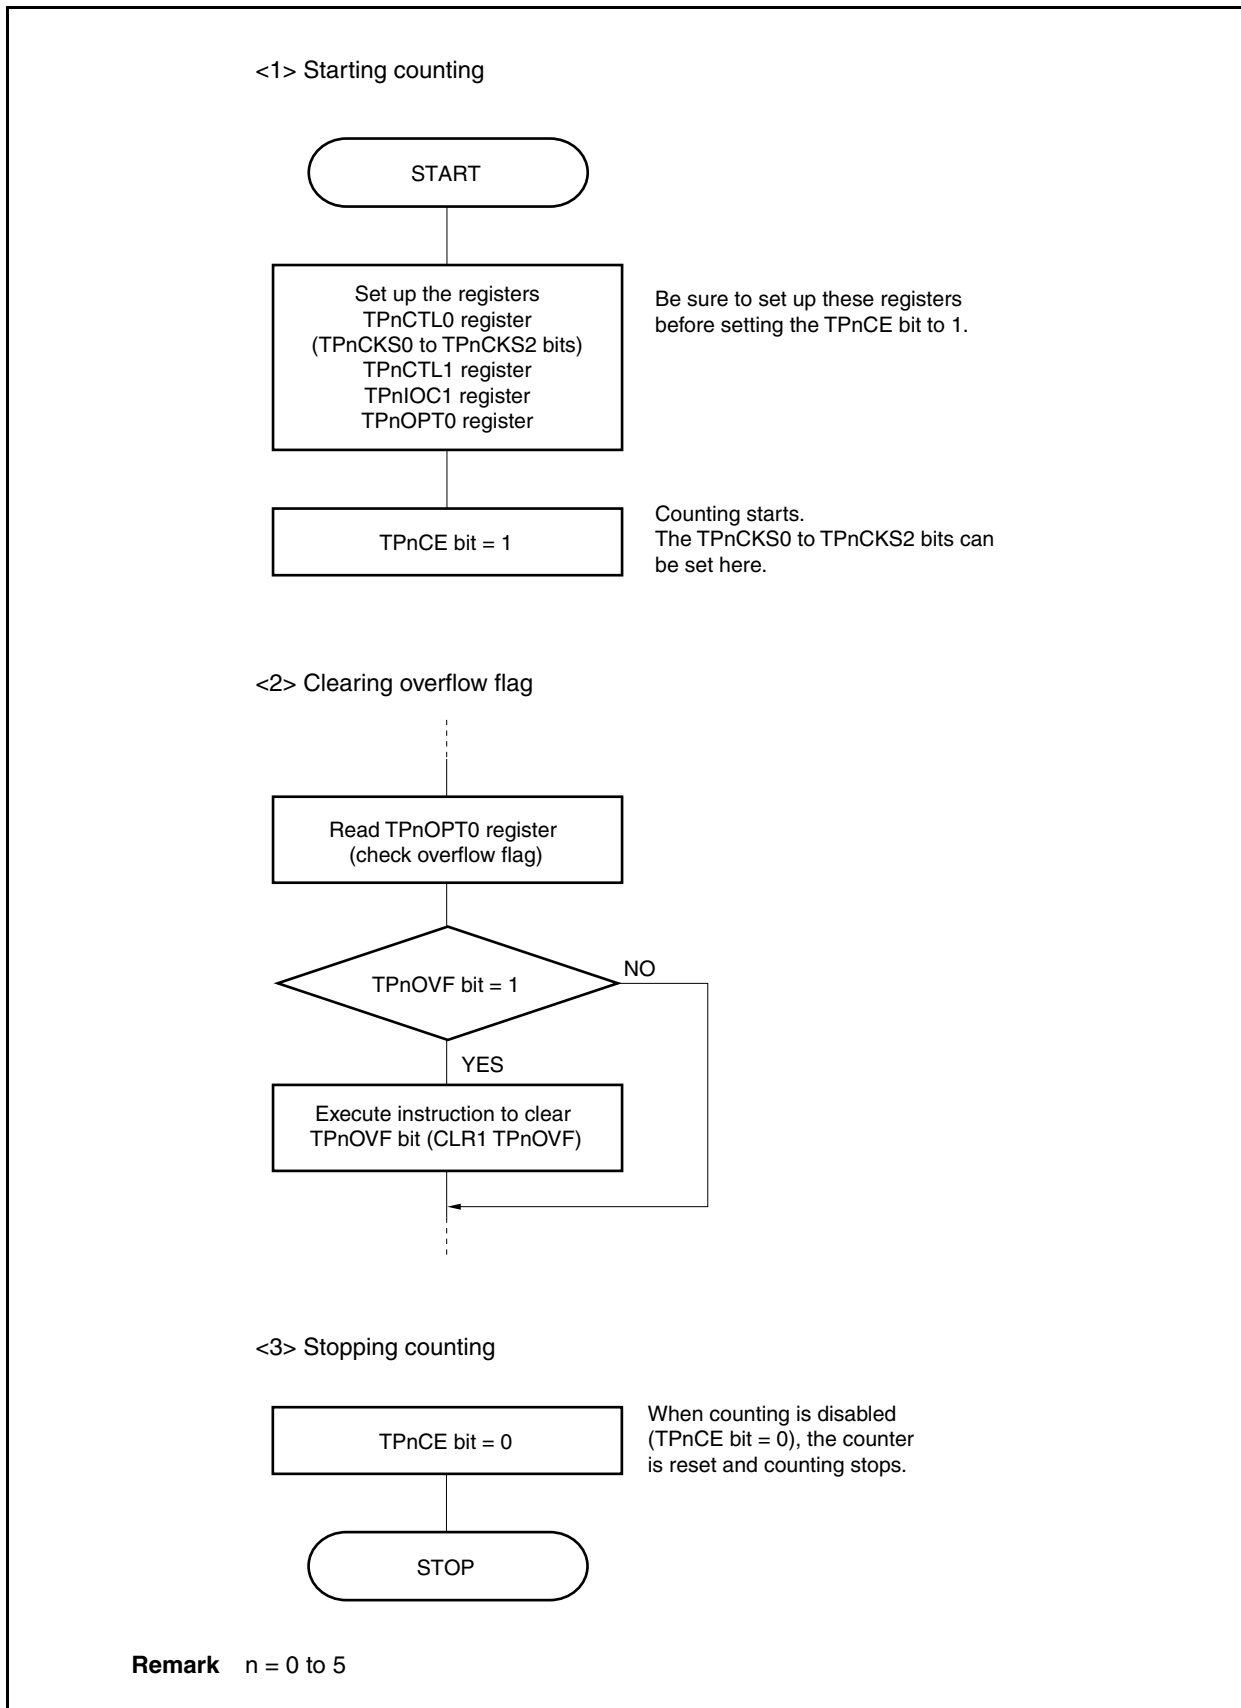 <1> Starting counting
START
Set up the registers
TPnCTL0 register
(TPnCKS0 to TPnCKS2 bits)
TPnCTL1 register
TPnIOC1 register
TPnOPT0 register
Be sure to set up these registers
before setting the TPnCE bit to 1.
TPnCE bit = 1
Counting starts.
The TPnCKS0 to TPnCKS2 bits can
be set here.
<2> Clearing overflow flag
Read TPnOPT0 register
(check overflow flag)
TPnOVF bit = 1
NO
YES
Execute instruction to clear
TPnOVF bit (CLR1 TPnOVF)
<3> Stopping counting
TPnCE bit = 0
When counting is disabled
(TPnCE bit = 0), the counter
is reset and counting stops.
STOP
Remark n = 0 to 5